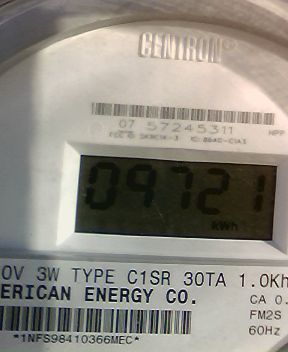 CENTRON®
07 57245311
HPP
09721
kWh
0V 3W TYPE C1SR 30TA 1.0Kh
ERICAN ENERGY CO.
CA 0.
FM2S
60Hz
*1NFS98410366MEC*